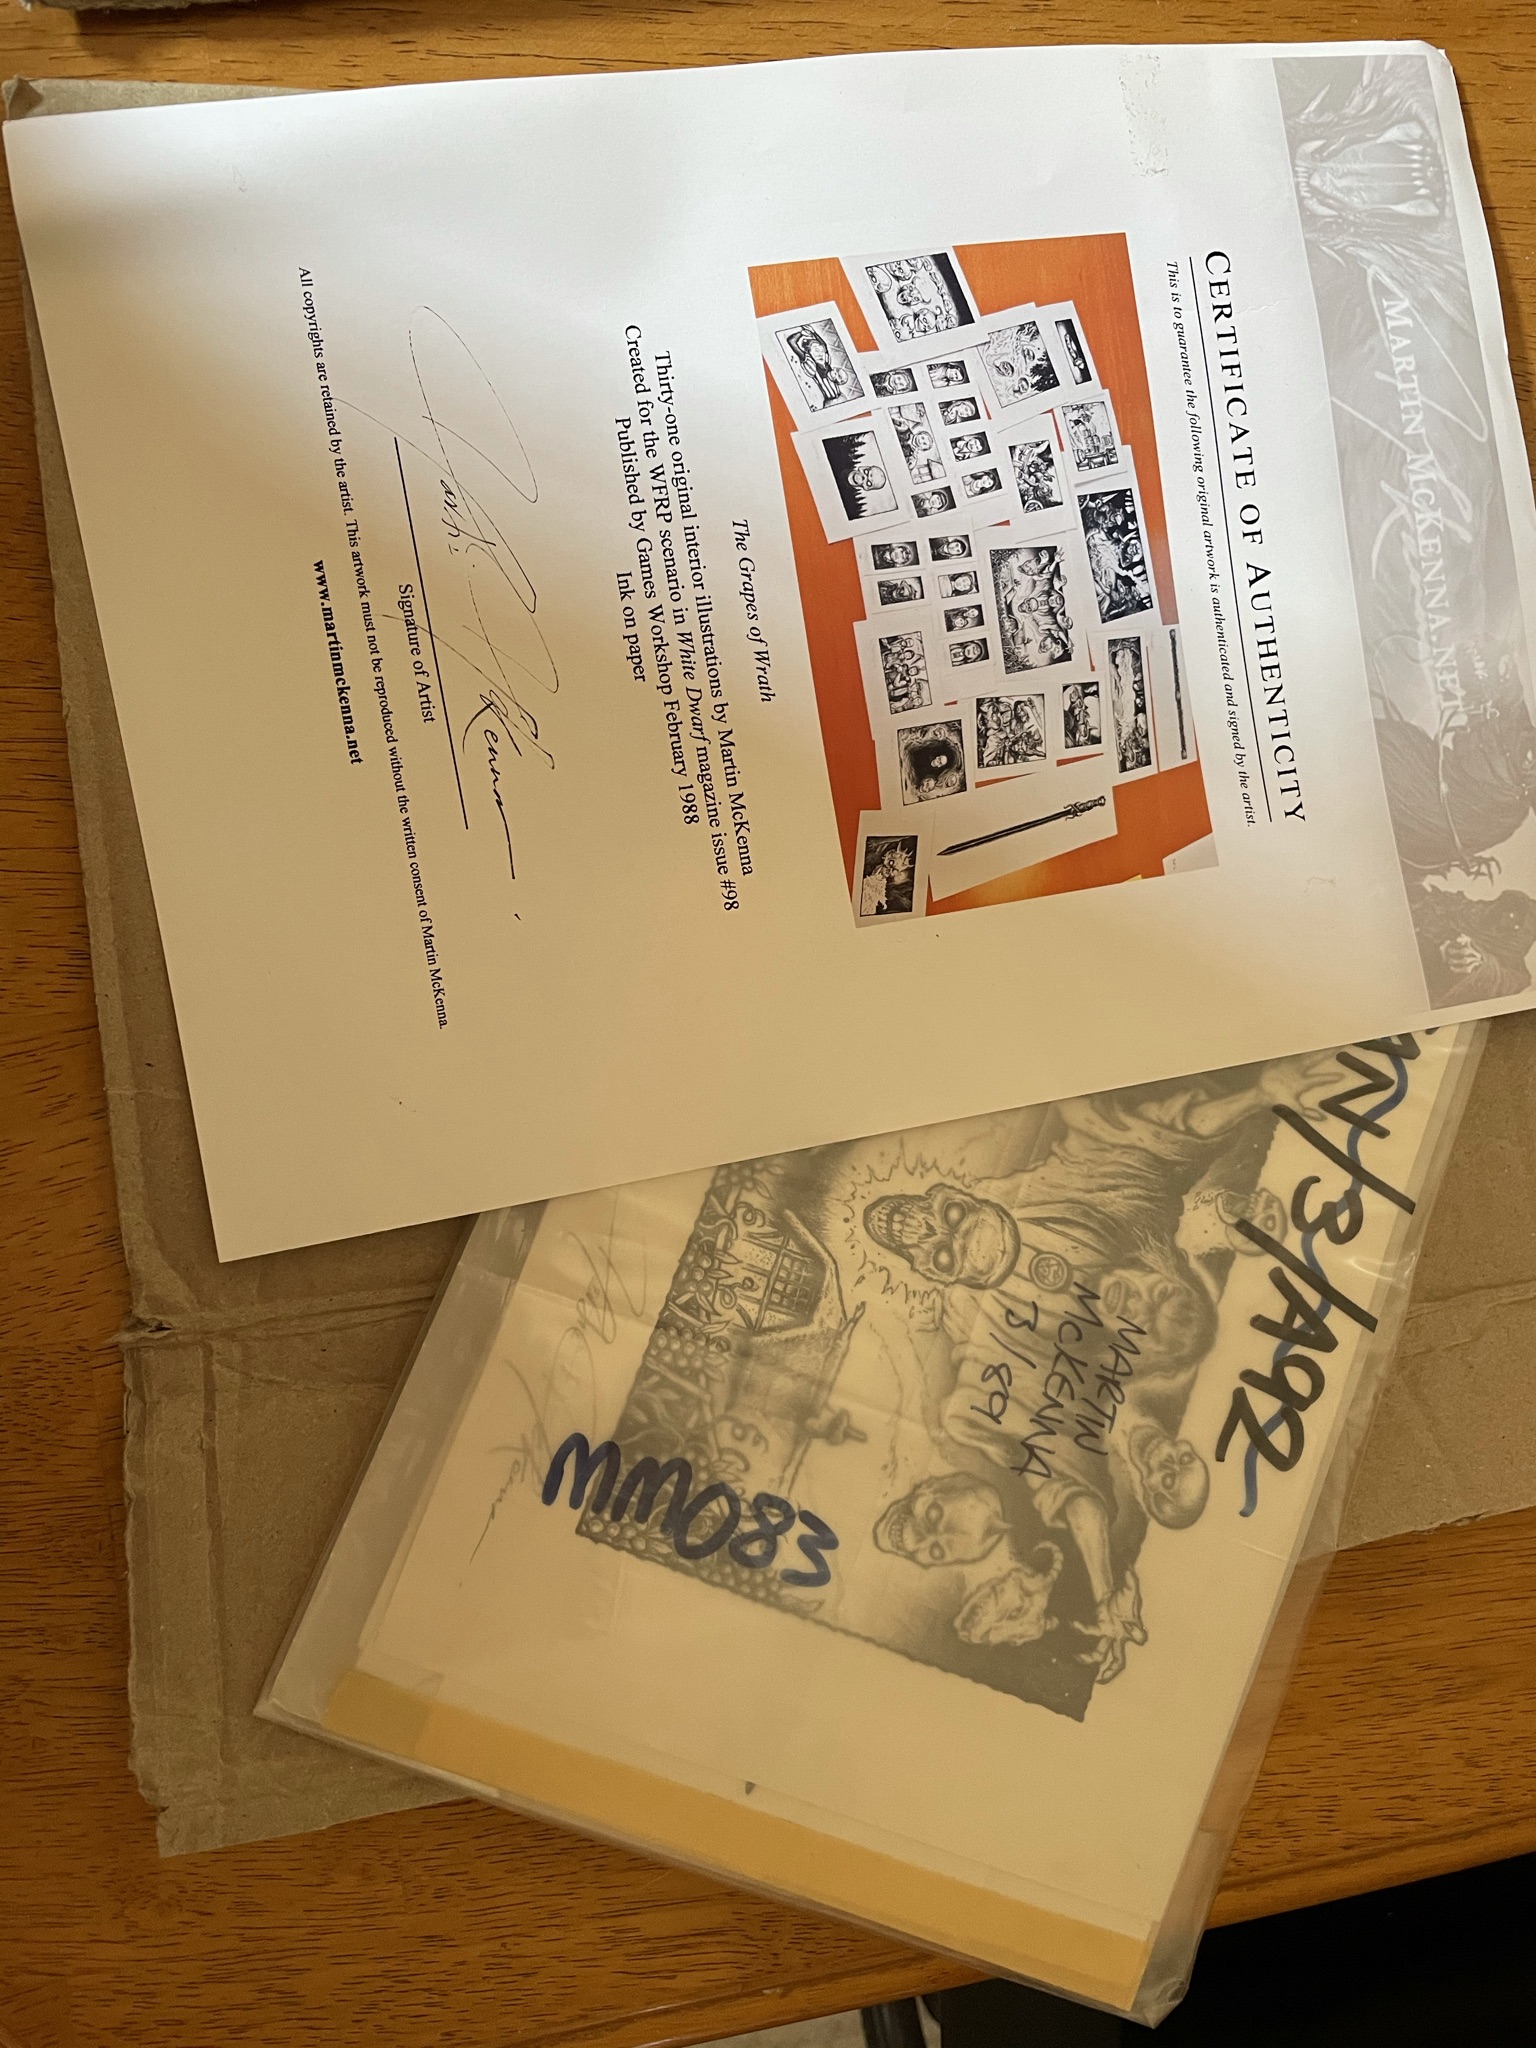 MARTIN MCKENNA.NET
CERTIFICATE OF AUTHENTICITY
This is to guarantee the following original artwork is authenticated and signed by the artist.
The Grapes of Wrath
Thirty-one original interior illustrations by Martin McKenna
Created for the WFRP scenario in White Dwarf magazine issue #98
Published by Games Workshop February 1988
Ink on paper
Signature of Artist
All copyrights are retained by the artist. This artwork must not be reproduced without the written consent of Martin McKenna.
www.martinmckenna.net
/3/A92
MARTIN
McKENNA
3/89
MM083